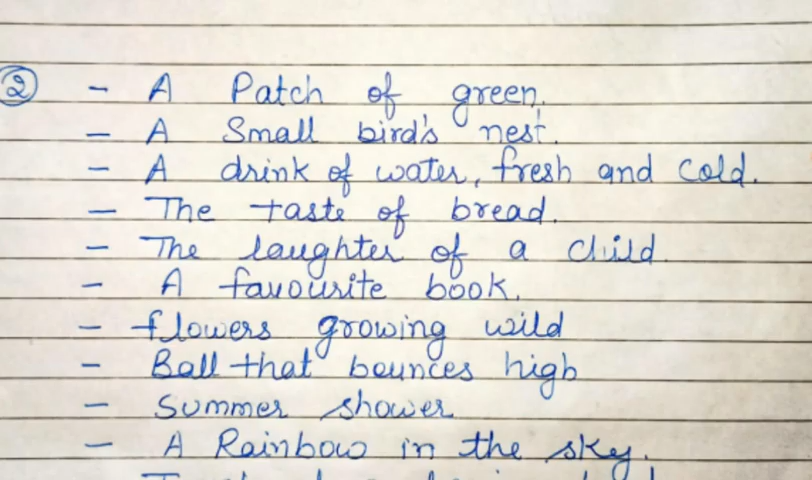 ② - A Patch of green.
- A Small bird's nest.
- A drink of water, fresh and cold.
- The taste of bread.
- The laughter of a child
- A favourite book.
- flowers growing wild
- Ball that bounces high
- Summer shower
- A Rainbow in the sky.